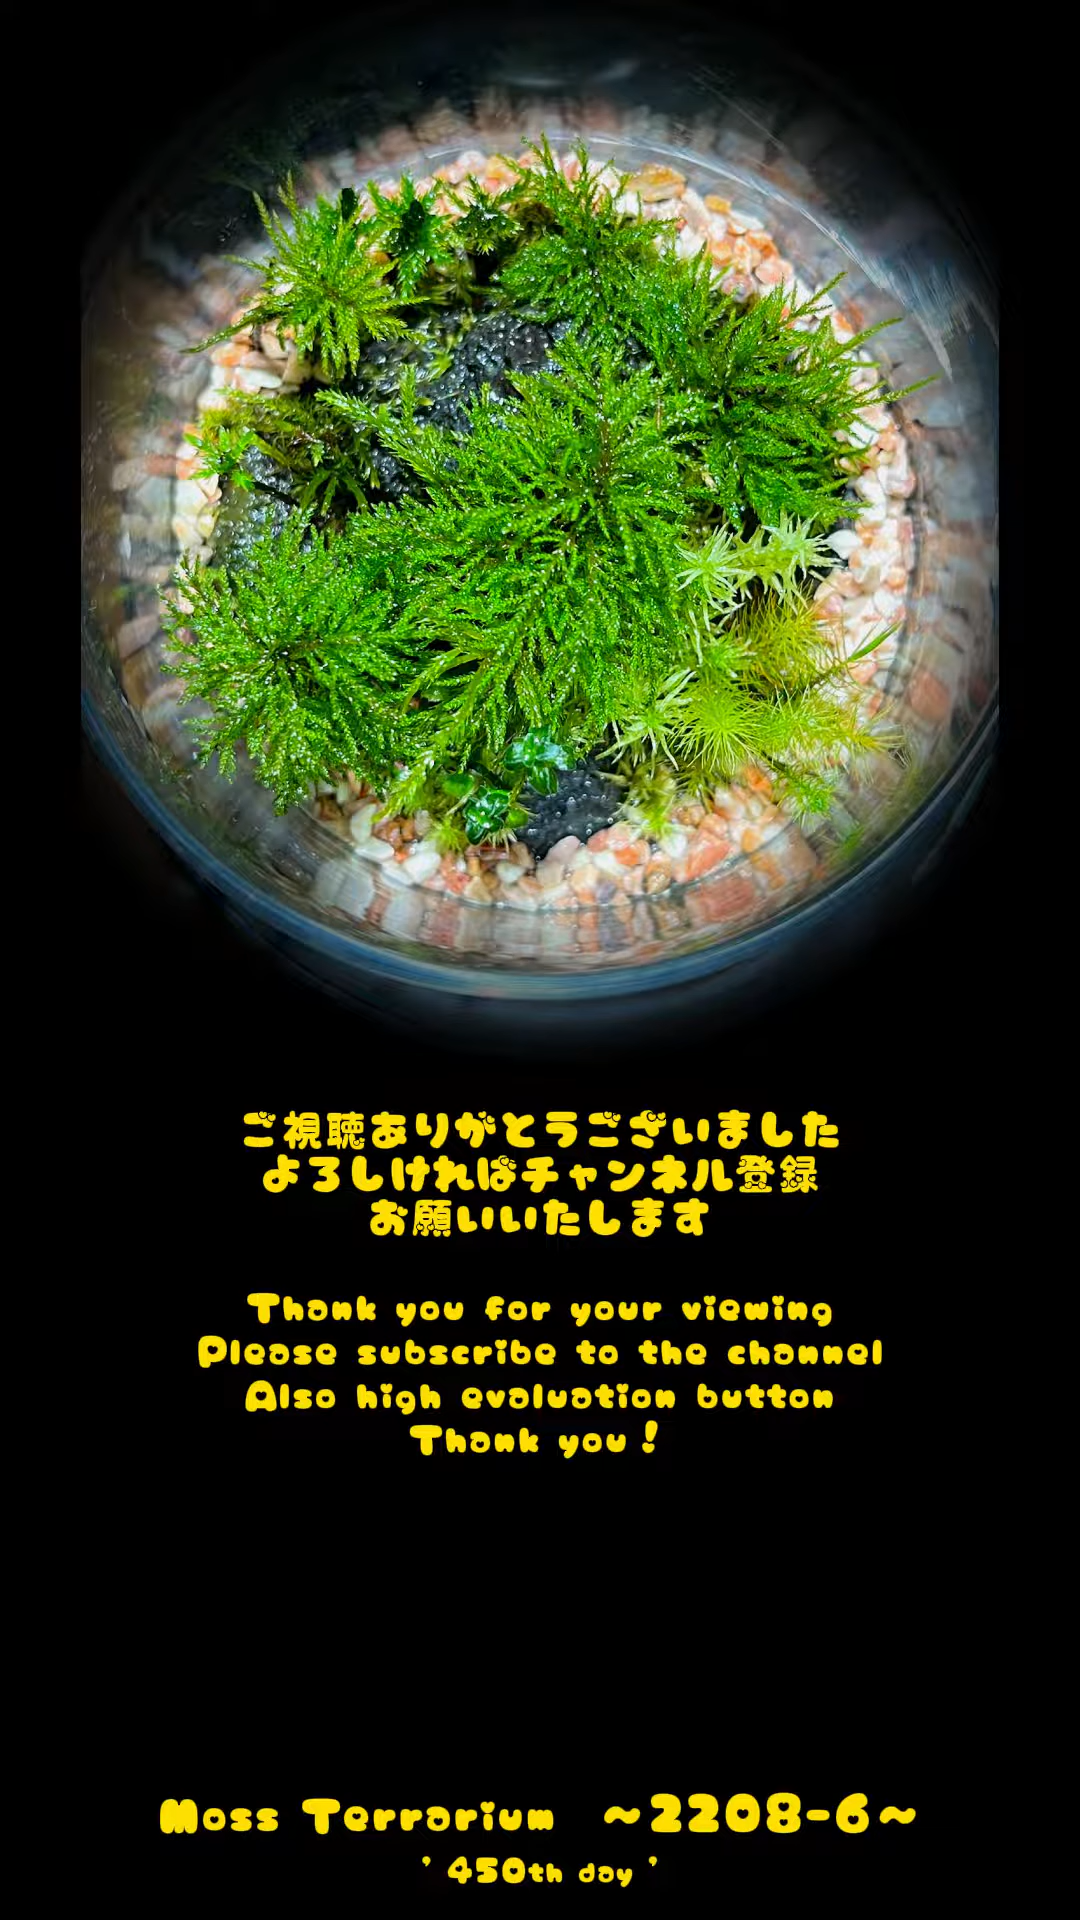 ご視聴ありがとうございました
よろしければチャンネル登録
お願いいたします
Thank you for your viewing
Please subscribe to the channel
Also high evaluation button
Thank you！
Moss Terrarium　～2208-6～
’450th day’